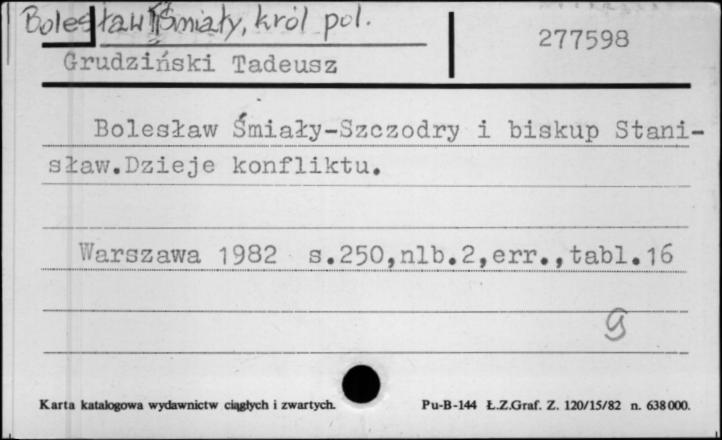 Bolesław Śmiały, król pol.
277598
Grudziński Tadeusz
Bolesław Śmiały-Szczodry i biskup Stani-
sław.Dzieje konfliktu.
Warszawa 1982 s.250,nlb.2,err.,tabl.16
g
Karta katalogowa wydawnictw ciągłych i zwartych.
Pu-B-144 Ł.Z.Graf. Z. 120/15/82 n. 638000.